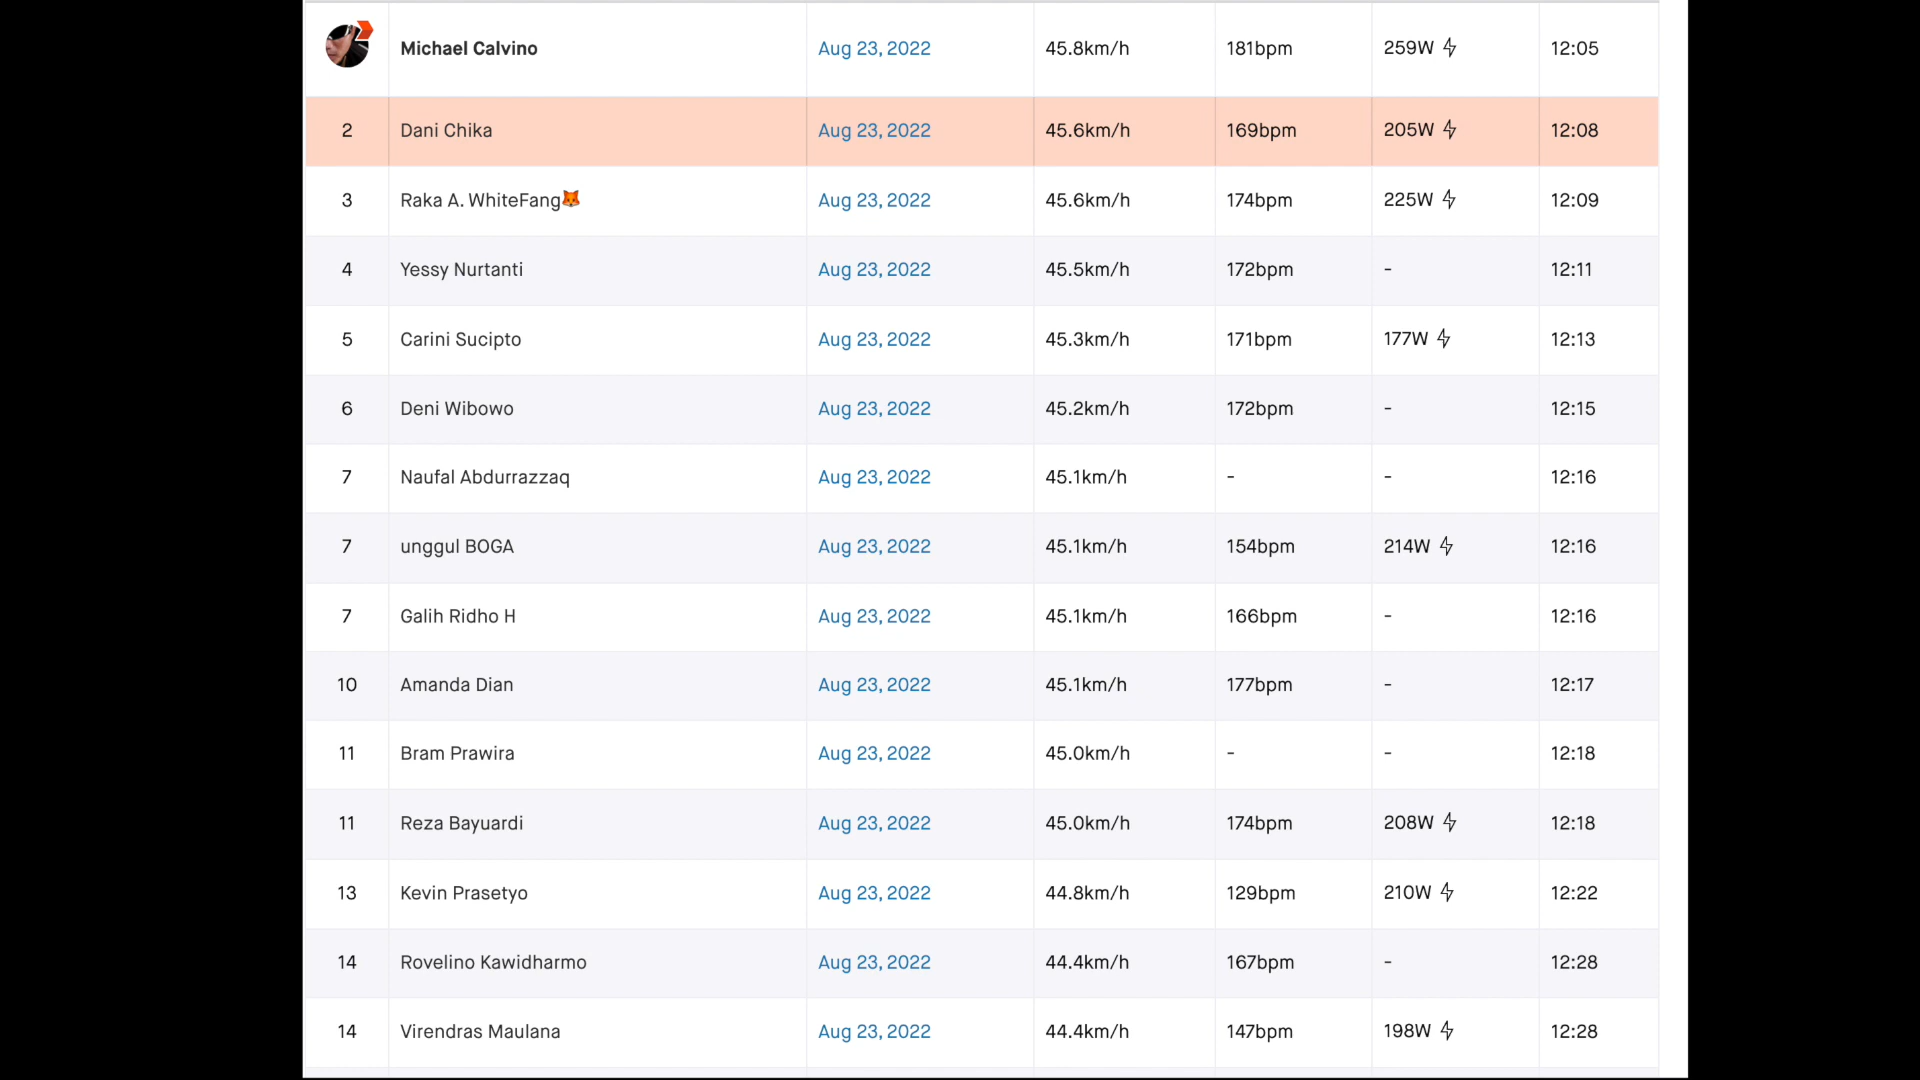 Michael Calvino Aug 23, 2022 45.8km/h 181bpm 259W 12:05
2 Dani Chika Aug 23, 2022 45.6km/h 169bpm 205W 12:08
3 Raka A. WhiteFang🦊 Aug 23, 2022 45.6km/h 174bpm 225W 12:09
4 Yessy Nurtanti Aug 23, 2022 45.5km/h 172bpm - 12:11
5 Carini Sucipto Aug 23, 2022 45.3km/h 171bpm 177W 12:13
6 Deni Wibowo Aug 23, 2022 45.2km/h 172bpm - 12:15
7 Naufal Abdurrazzaq Aug 23, 2022 45.1km/h - - 12:16
7 unggul BOGA Aug 23, 2022 45.1km/h 154bpm 214W 12:16
7 Galih Ridho H Aug 23, 2022 45.1km/h 166bpm - 12:16
10 Amanda Dian Aug 23, 2022 45.1km/h 177bpm - 12:17
11 Bram Prawira Aug 23, 2022 45.0km/h - - 12:18
11 Reza Bayuardi Aug 23, 2022 45.0km/h 174bpm 208W 12:18
13 Kevin Prasetyo Aug 23, 2022 44.8km/h 129bpm 210W 12:22
14 Rovelino Kawidharmo Aug 23, 2022 44.4km/h 167bpm - 12:28
14 Virendras Maulana Aug 23, 2022 44.4km/h 147bpm 198W 12:28